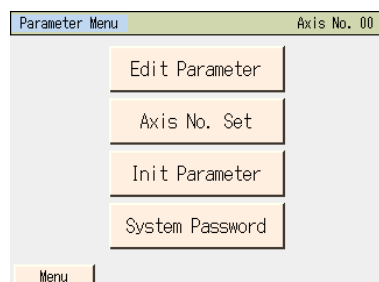 Parameter Menu Axis No. 00
Edit Parameter
Axis No. Set
Init Parameter
System Password
Menu